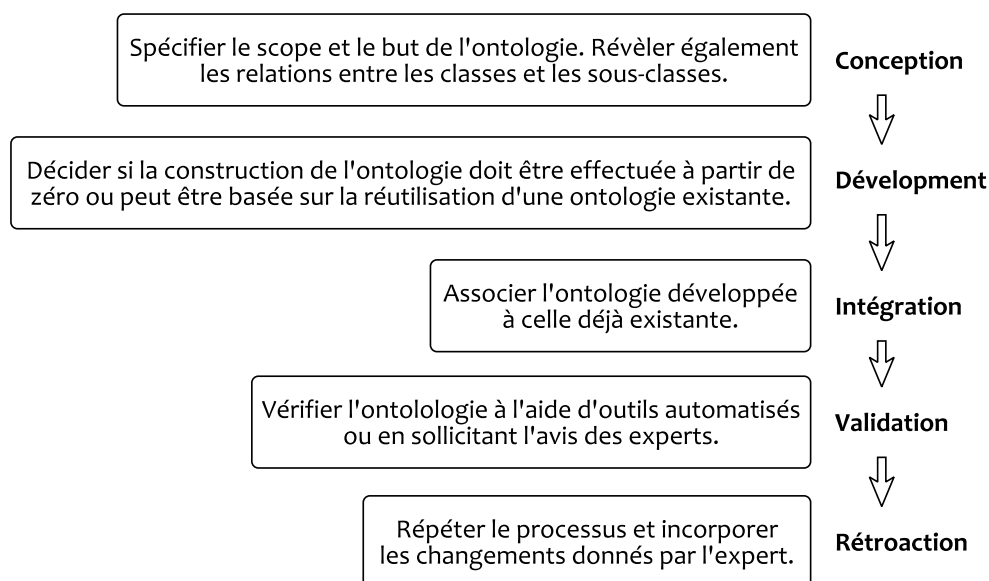 Spécifier le scope et le but de l'ontologie. Révèler également
les relations entre les classes et les sous-classes.
Conception
Décider si la construction de l'ontologie doit être effectuée à partir de
zéro ou peut être basée sur la réutilisation d'une ontologie existante.
Dévelopment
Associer l'ontologie développée
à celle déjà existante.
Intégration
Vérifier l'ontolologie à l'aide d'outils automatisés
ou en sollicitant l'avis des experts.
Validation
Répéter le processus et incorporer
les changements donnés par l'expert.
Rétroaction